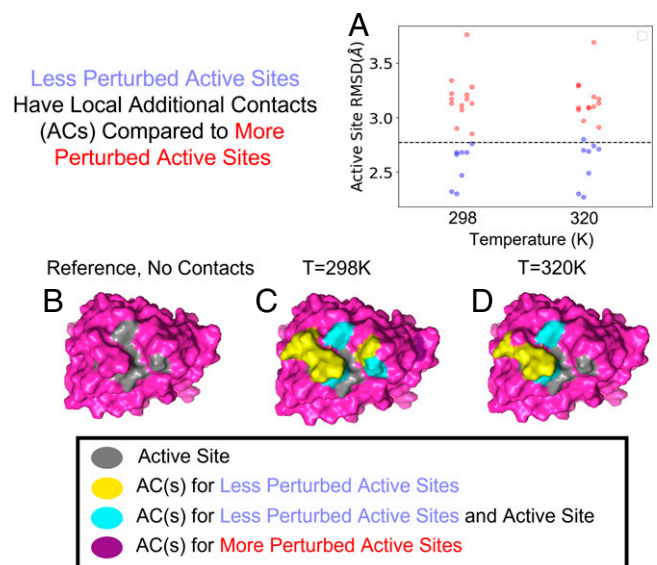 Less Perturbed Active Sites
Have Local Additional Contacts
(ACs) Compared to More
Perturbed Active Sites
A
Active Site RMSD(Å)
3.5
3.0
2.5
298
320
Temperature (K)
Reference, No Contacts
T=298K
T=320K
B
C
D
Active Site
AC(s) for Less Perturbed Active Sites
AC(s) for Less Perturbed Active Sites and Active Site
AC(s) for More Perturbed Active Sites